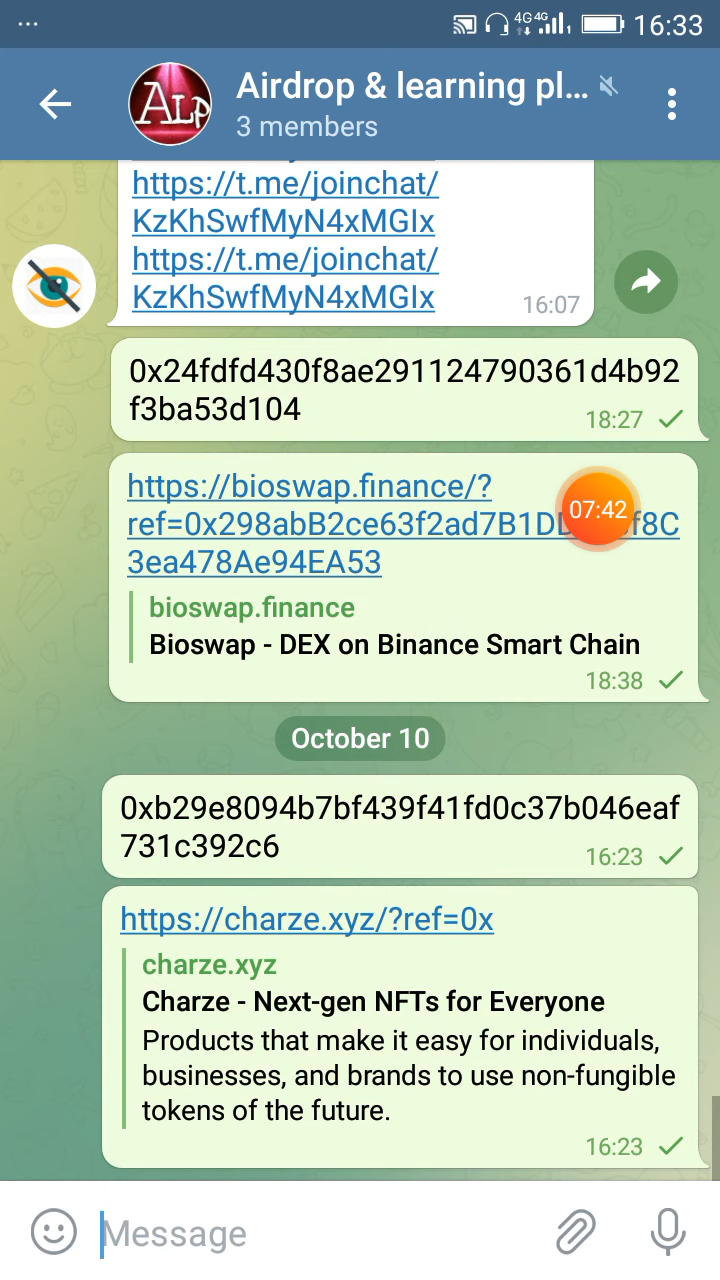 16:33
4G 4G
ALP
Airdrop & learning pl...
3 members
https://t.me/joinchat/
KzKhSwfMyN4xMGIx
https://t.me/joinchat/
KzKhSwfMyN4xMGIx
16:07
0x24fdfd430f8ae291124790361d4b92
f3ba53d104
18:27
https://bioswap.finance/?
07:42
3ea478Ae94EA53
bioswap.finance
Bioswap - DEX on Binance Smart Chain
18:38
October 10
0xb29e8094b7bf439f41fd0c37b046eaf
731c392c6
16:23
https://charze.xyz/?ref=0x
charze.xyz
Charze - Next-gen NFTs for Everyone
Products that make it easy for individuals,
businesses, and brands to use non-fungible
tokens of the future.
16:23
Message